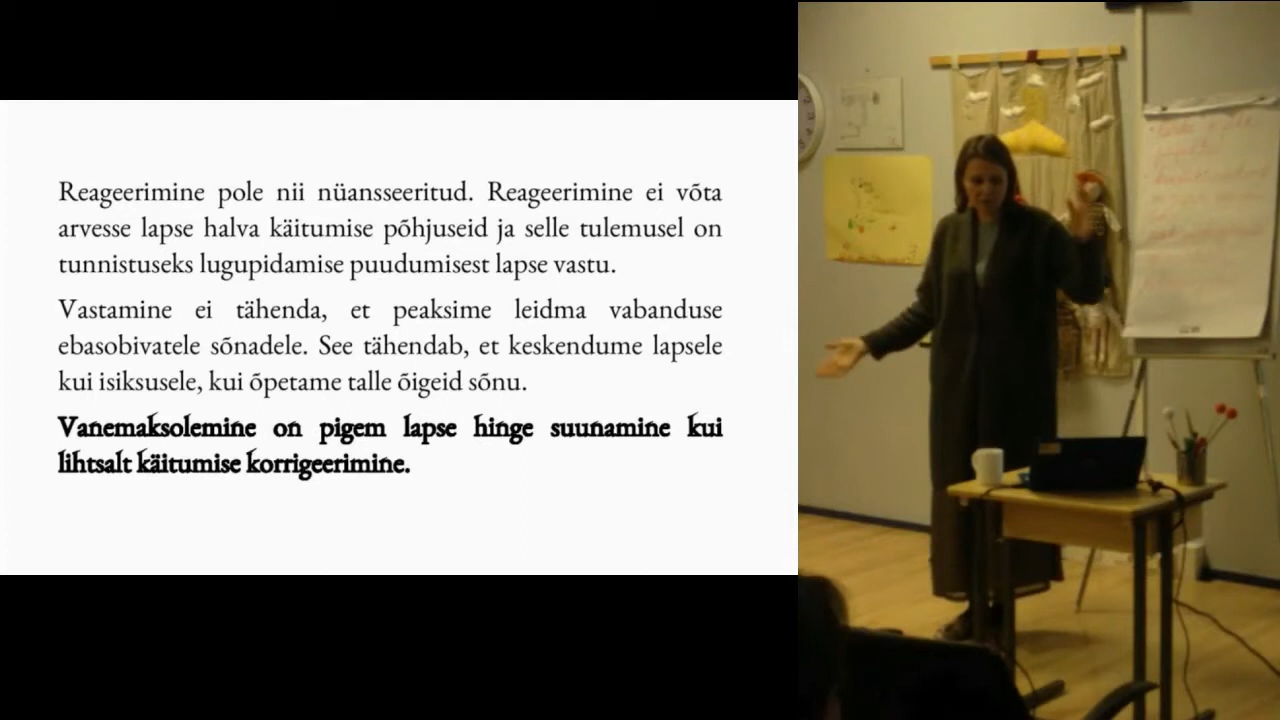 Reageerimine pole nii nüansseeritud. Reageerimine ei võta
arvesse lapse halva käitumise põhjuseid ja selle tulemusel on
tunnistuseks lugupidamise puudumisest lapse vastu.
Vastamine ei tähenda, et peaksime leidma vabanduse
ebasobivatele sõnadele. See tähendab, et keskendume lapsele
kui isiksusele, kui õpetame talle õigeid sõnu.
Vanemaksolemine on pigem lapse hinge suunamine kui
lihtsalt käitumise korrigeerimine.